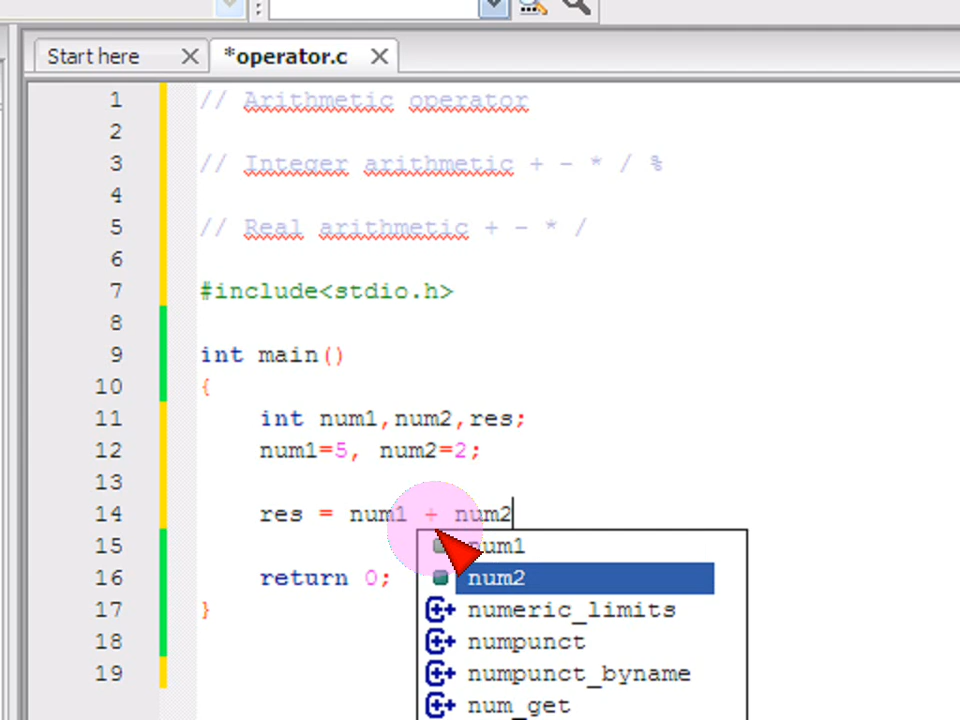 Start here
*operator.c
1 // Arithmetic operator
2
3 // Integer arithmetic + - * / %
4
5 // Real arithmetic + - * /
6
7 #include<stdio.h>
8
9 int main()
10 {
11 int num1,num2,res;
12 num1=5, num2=2;
13
14 res = num1 + num2
15
16 return 0;
17 }
18
19
num1
num2
numeric_limits
numpunct
numpunct_byname
num_get